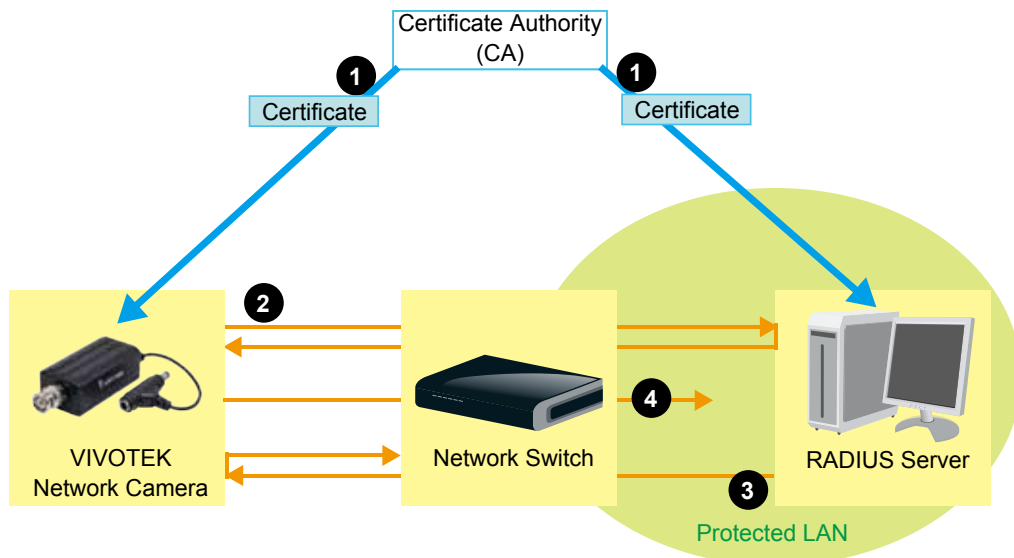 Certificate Authority
(CA)
1
1
Certificate
Certificate
2
4
VIVOTEK
Network Camera
Network Switch
RADIUS Server
3
Protected LAN